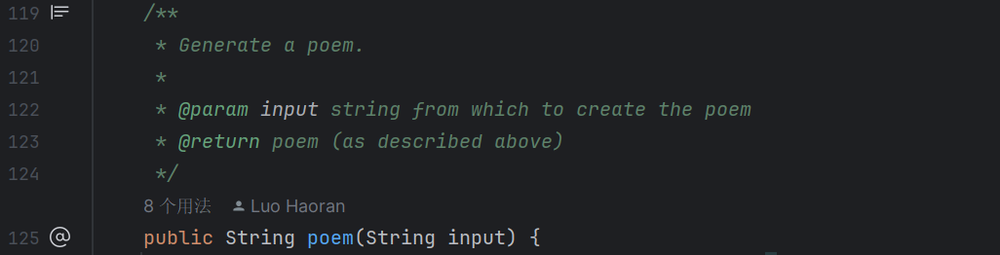 119 /**
120 * Generate a poem.
121 *
122 * @param input string from which to create the poem
123 * @return poem (as described above)
124 */
8 个用法 Luo Haoran
125 @ public String poem(String input) {